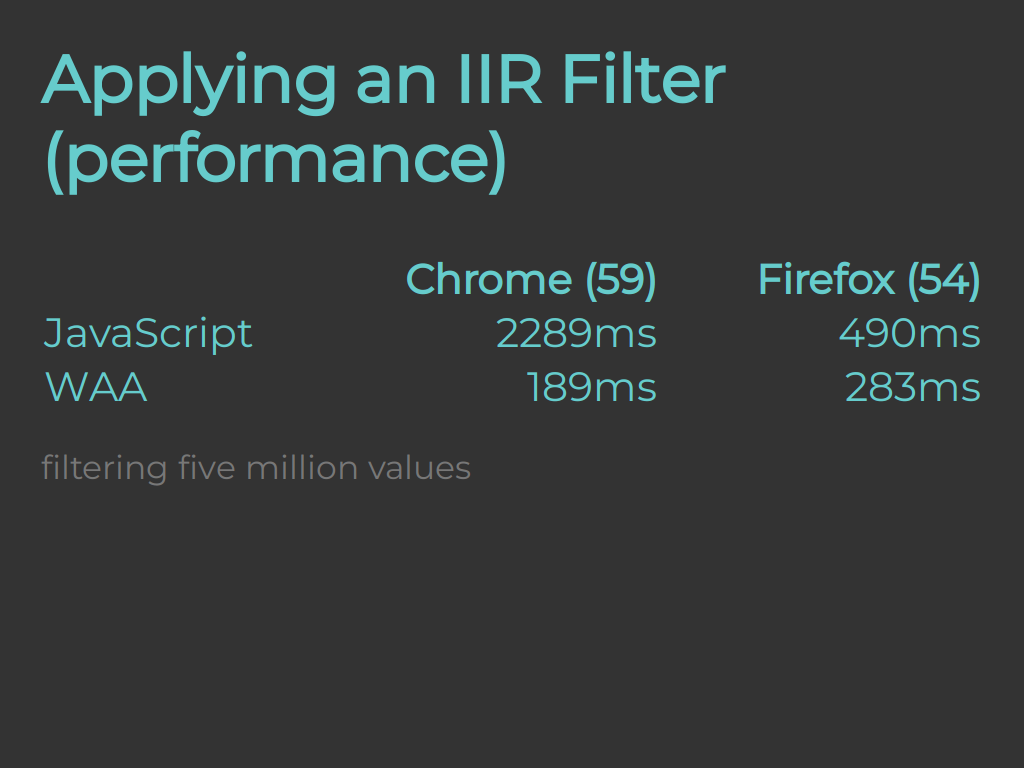 Applying an IIR Filter
(performance)
Chrome (59) Firefox (54)
JavaScript 2289ms 490ms
WAA 189ms 283ms
filtering five million values